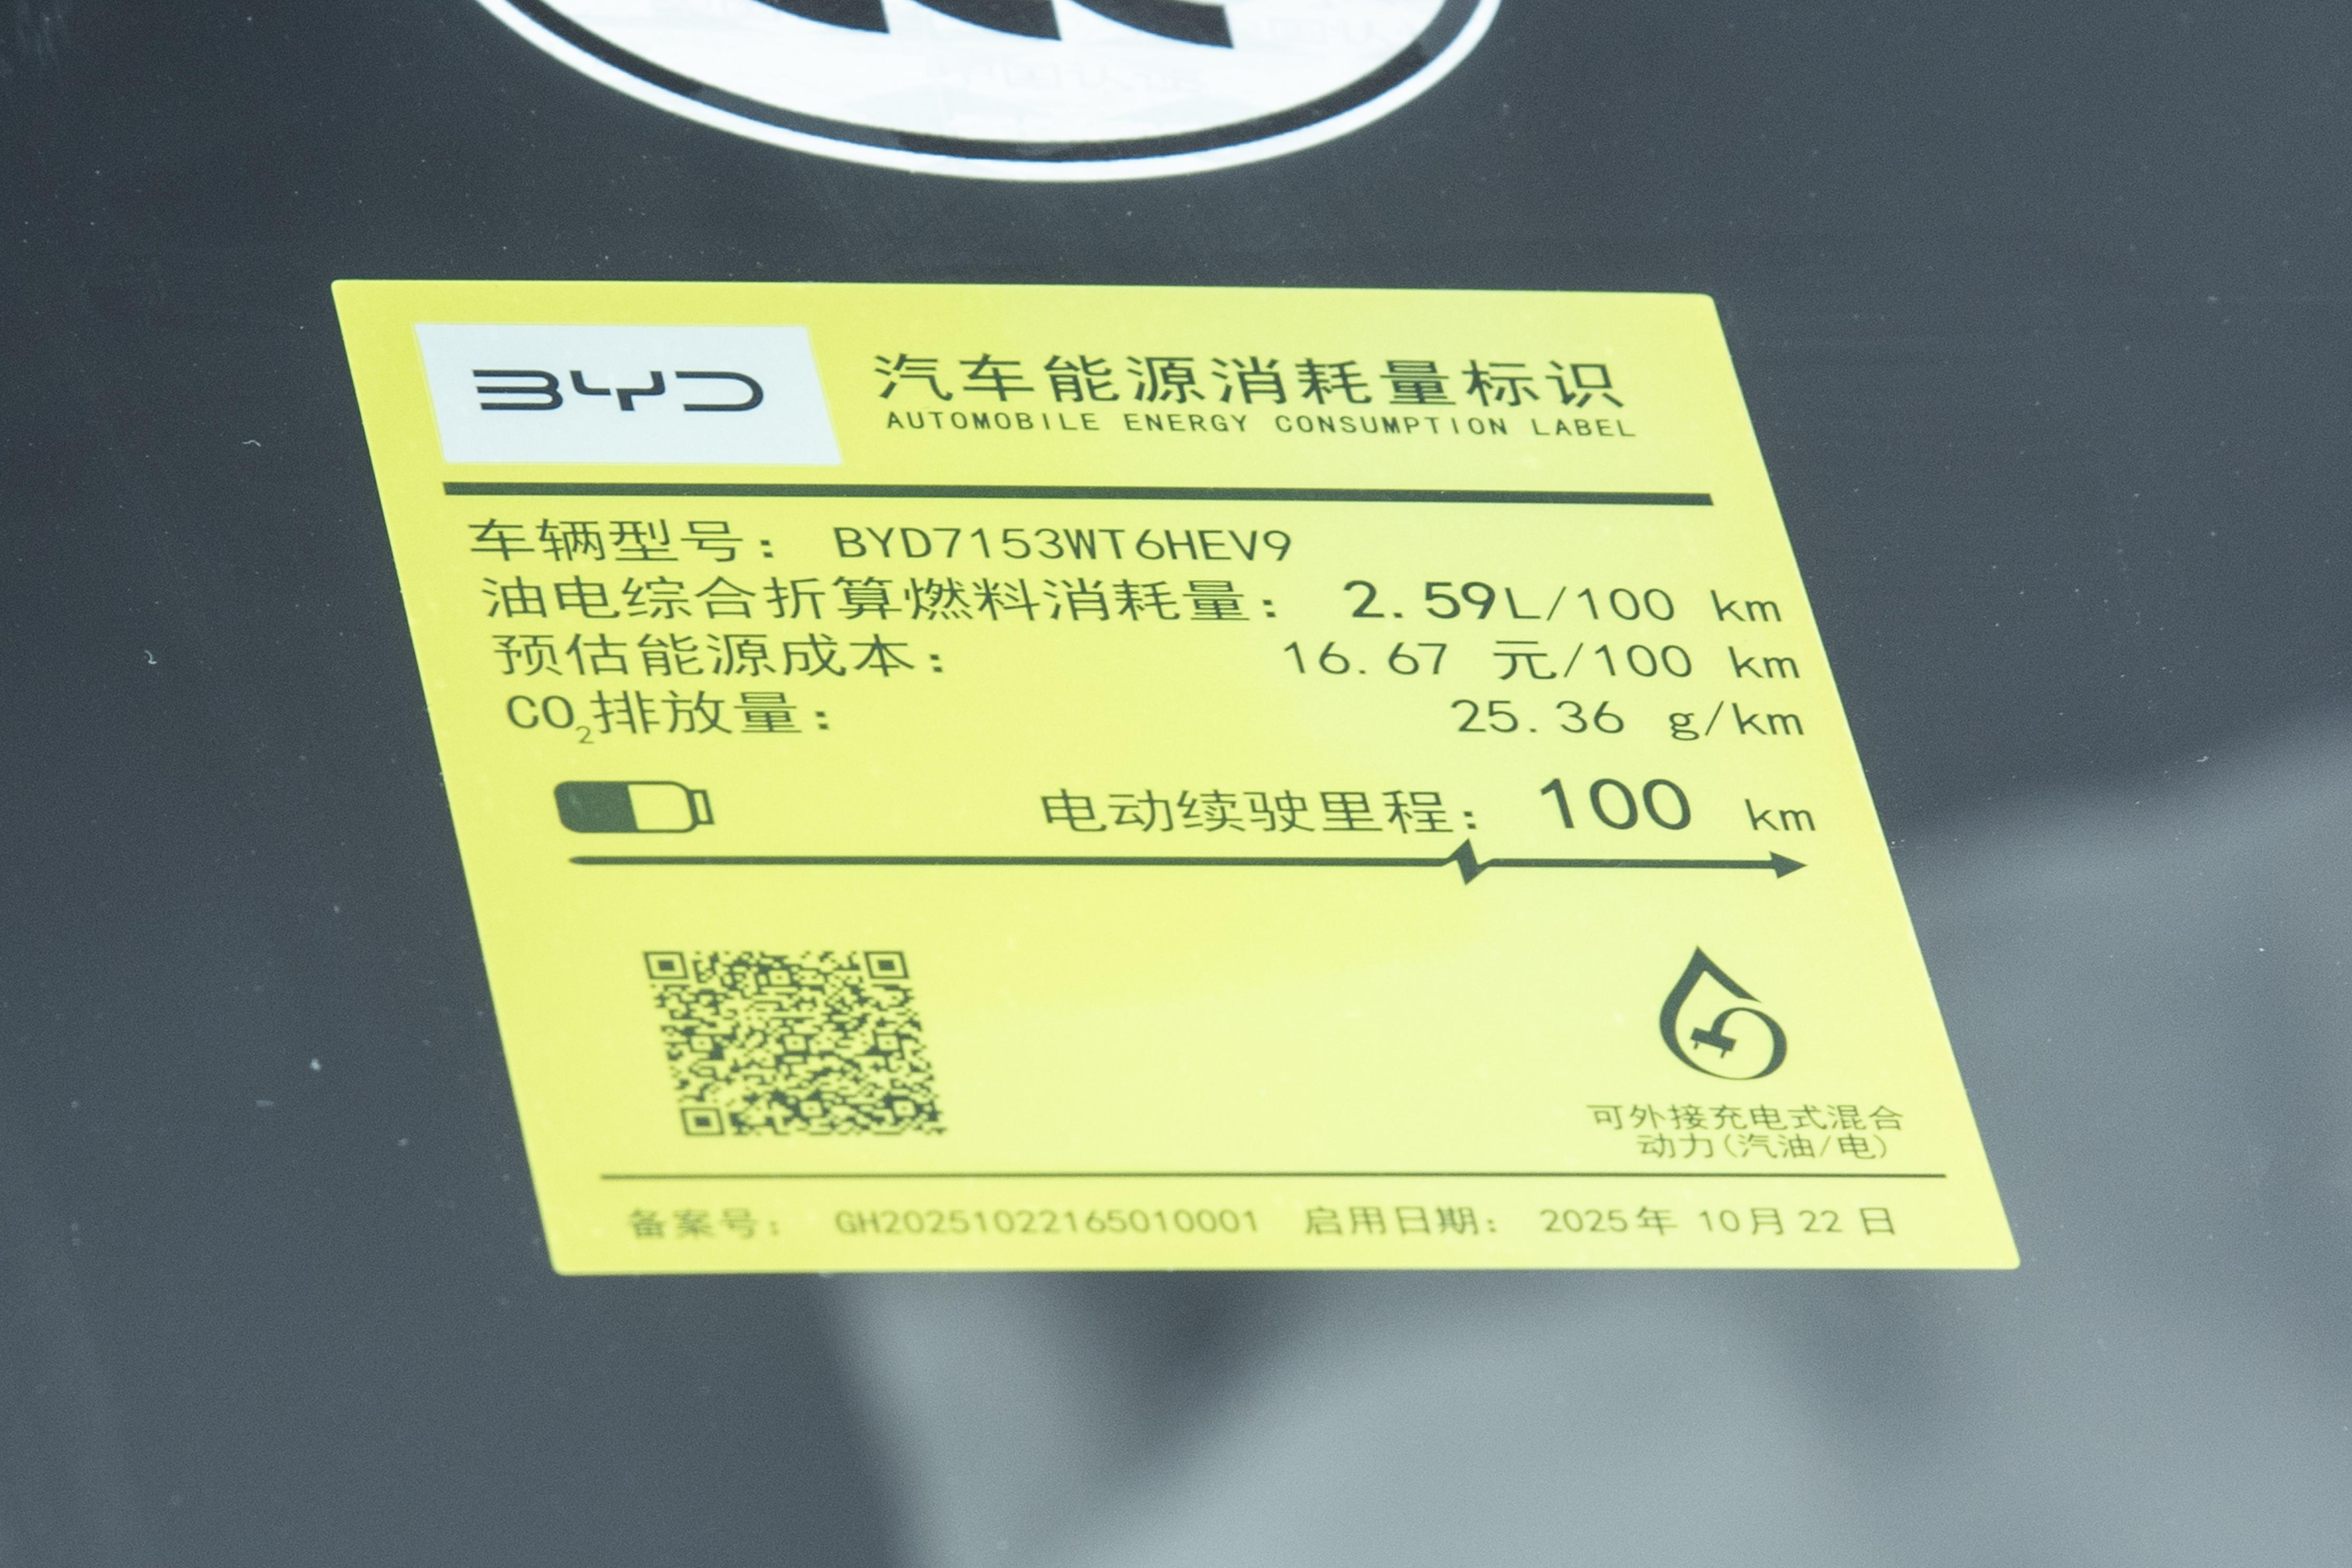 BYD
汽车能源消耗量标识
AUTOMOBILE ENERGY CONSUMPTION LABEL
车辆型号： BYD7153WT6HEV9
油电综合折算燃料消耗量： 2.59L/100 km
预估能源成本： 16.67 元/100 km
CO₂排放量： 25.36 g/km
电动续驶里程： 100 km
可外接充电式混合
动力(汽油/电)
备案号： GH20251022165010001 启用日期： 2025年 10月 22 日